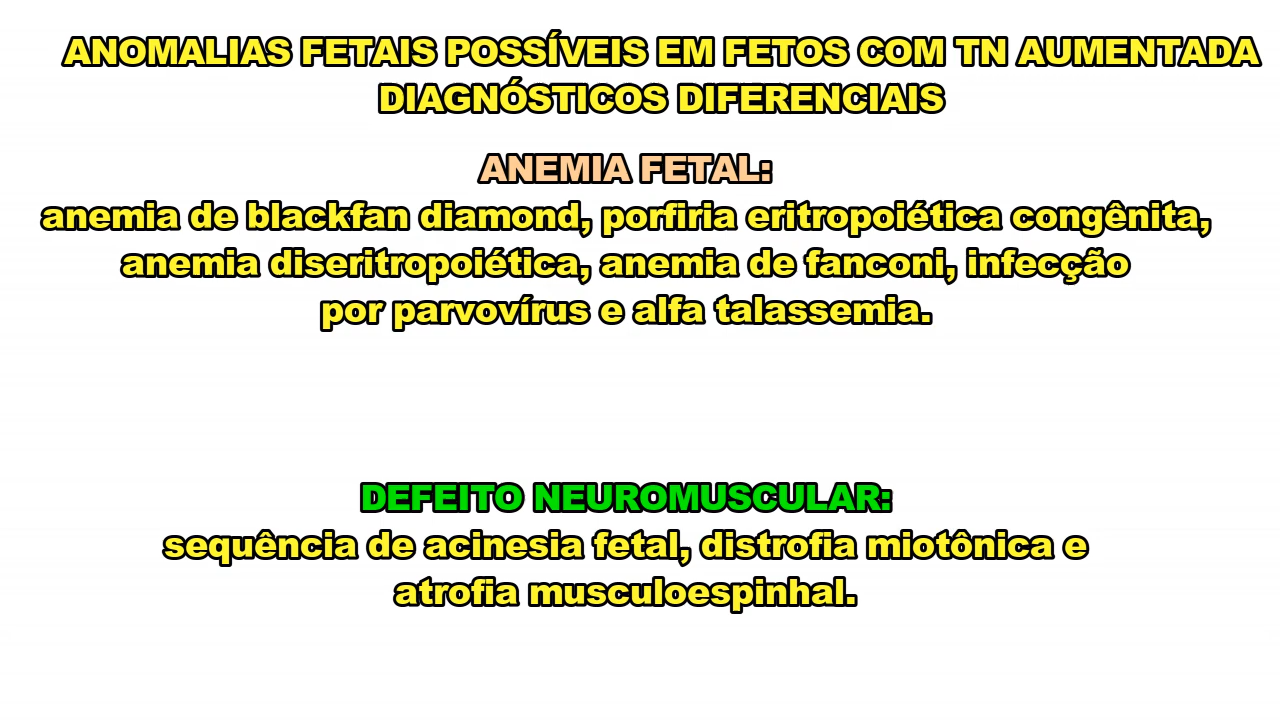 ANOMALIAS FETAIS POSSÍVEIS EM FETOS COM TN AUMENTADA
DIAGNÓSTICOS DIFERENCIAIS
ANEMIA FETAL:
anemia de blackfan diamond, porfiria eritropoiética congênita,
anemia diseritropoiética, anemia de fanconi, infecção
por parvovírus e alfa talassemia.
DEFEITO NEUROMUSCULAR:
sequência de acinesia fetal, distrofia miotônica e
atrofia musculoespinhal.